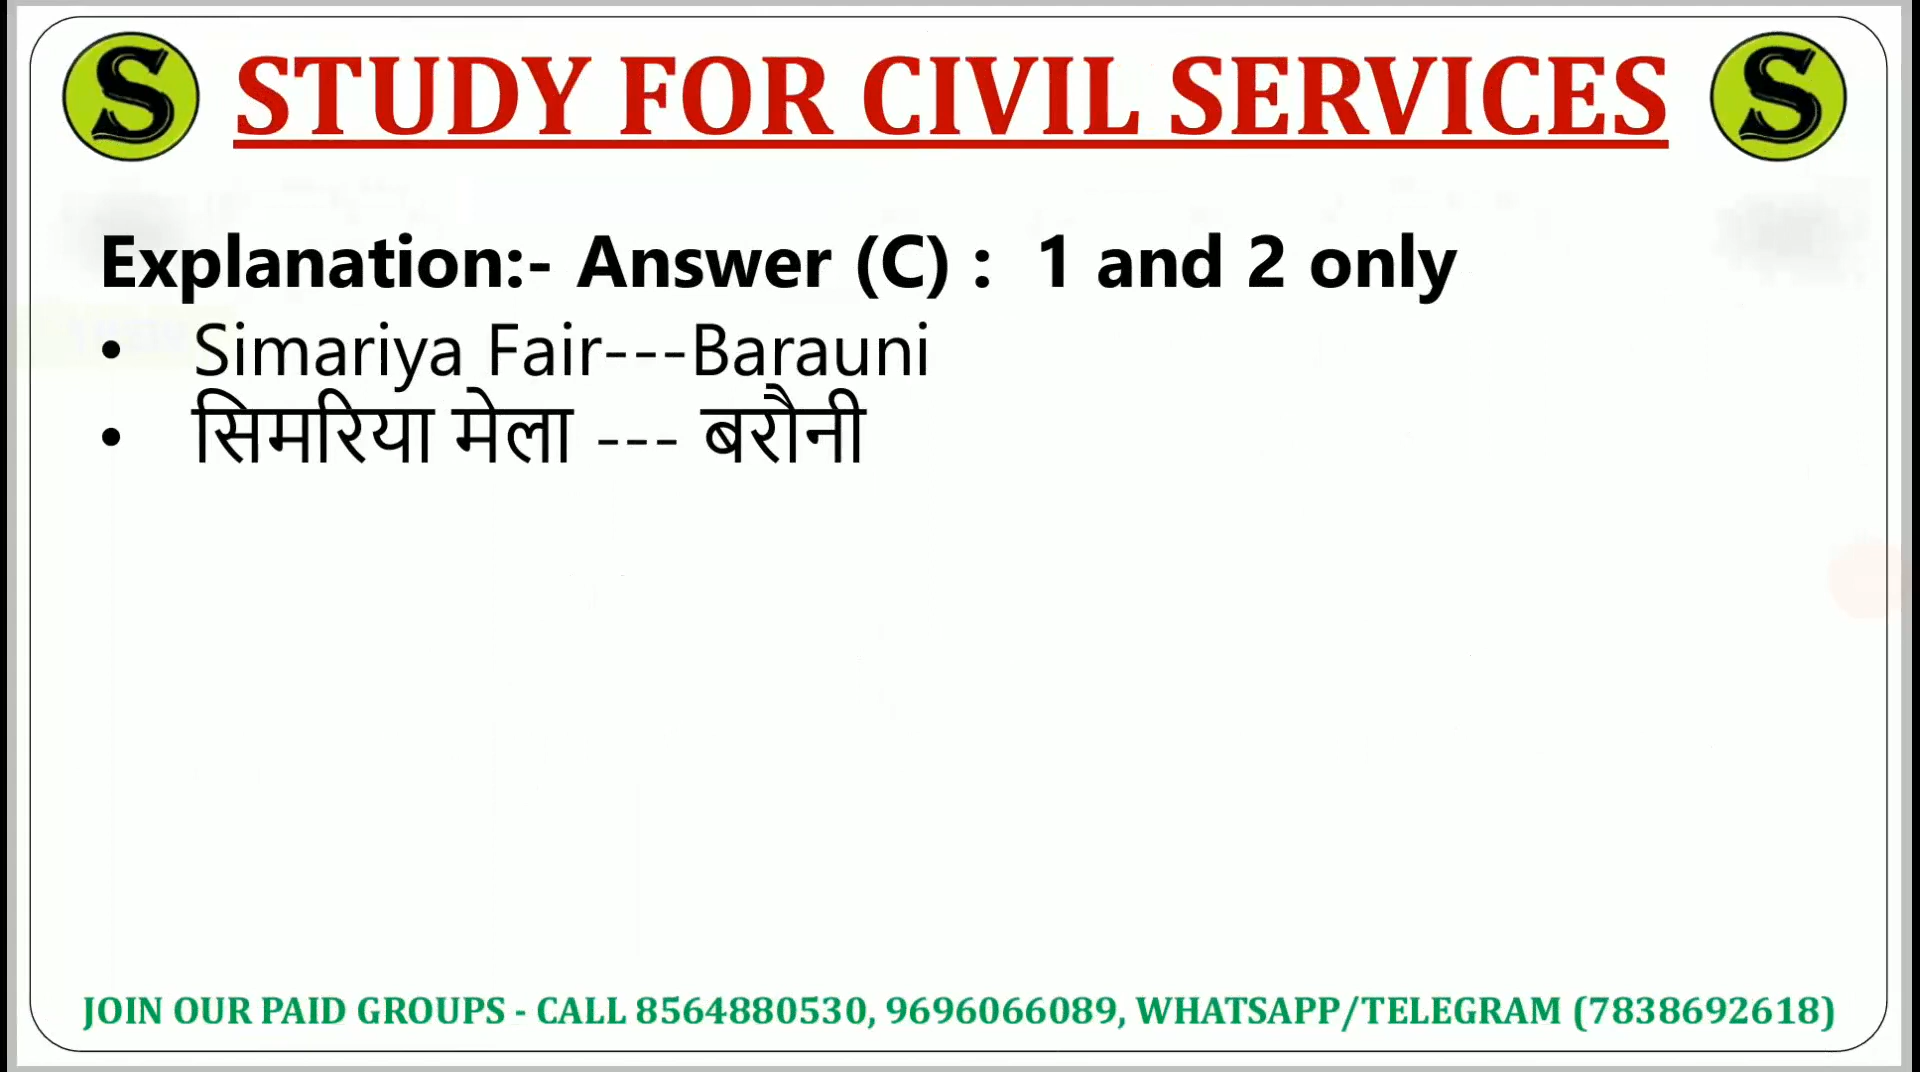 S STUDY FOR CIVIL SERVICES S
Explanation:- Answer (C) : 1 and 2 only
• Simariya Fair---Barauni
• सिमरिया मेला --- बरौनी
JOIN OUR PAID GROUPS - CALL 8564880530, 9696066089, WHATSAPP/TELEGRAM (7838692618)